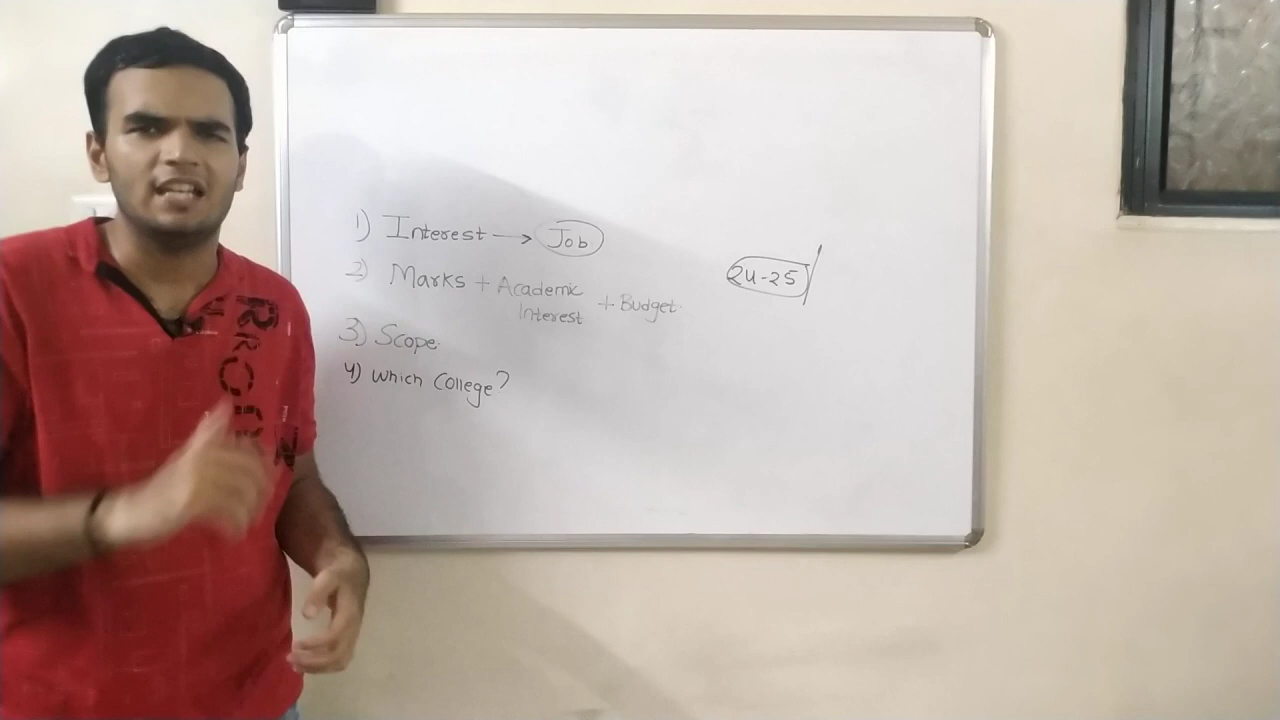 1) Interest → Job
2) Marks + Academic Interest + Budget.
24-25/
3) Scope.
4) Which College?